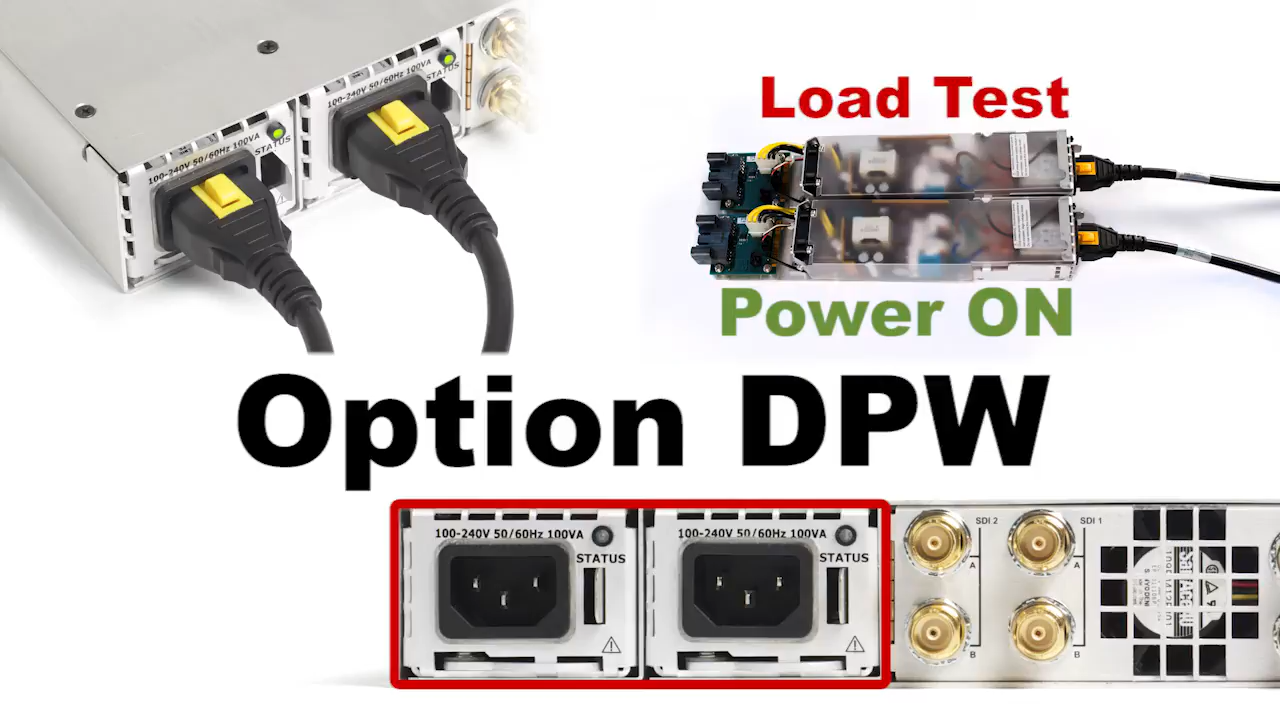 100-240V 50/60Hz 100VA
STATUS
100-240V 50/60Hz 100VA
STATUS
Load Test
Power ON
Option DPW
100-240V 50/60Hz 100VA
STATUS
100-240V 50/60Hz 100VA
STATUS
SDI 2
A
B
SDI 1
A
B